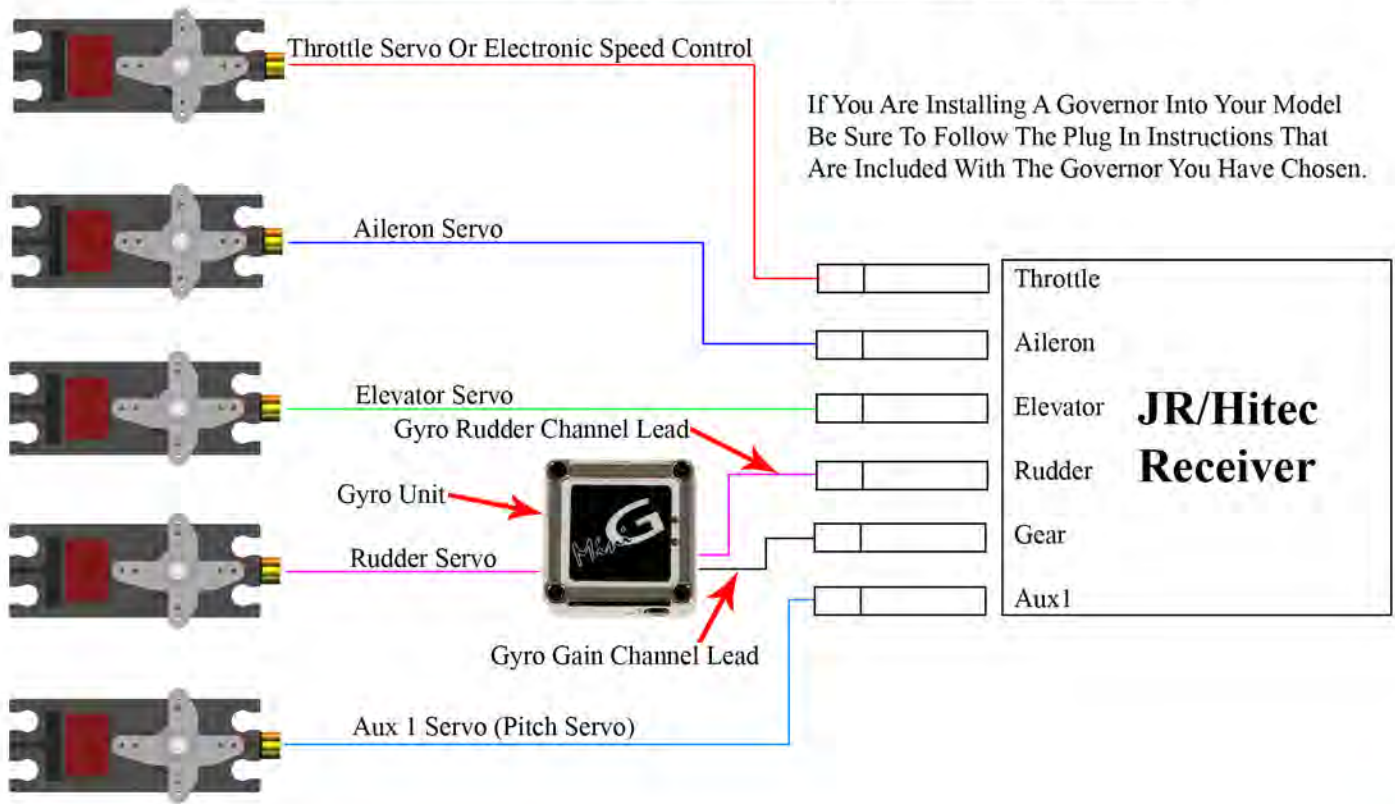 Throttle Servo Or Electronic Speed Control
If You Are Installing A Governor Into Your Model
Be Sure To Follow The Plug In Instructions That
Are Included With The Governor You Have Chosen.
Aileron Servo
Throttle
Aileron
Elevator Servo
Elevator
JR/Hitec
Receiver
Gyro Rudder Channel Lead
Rudder
Gyro Unit
Mini G
Gear
Rudder Servo
Aux1
Gyro Gain Channel Lead
Aux 1 Servo (Pitch Servo)